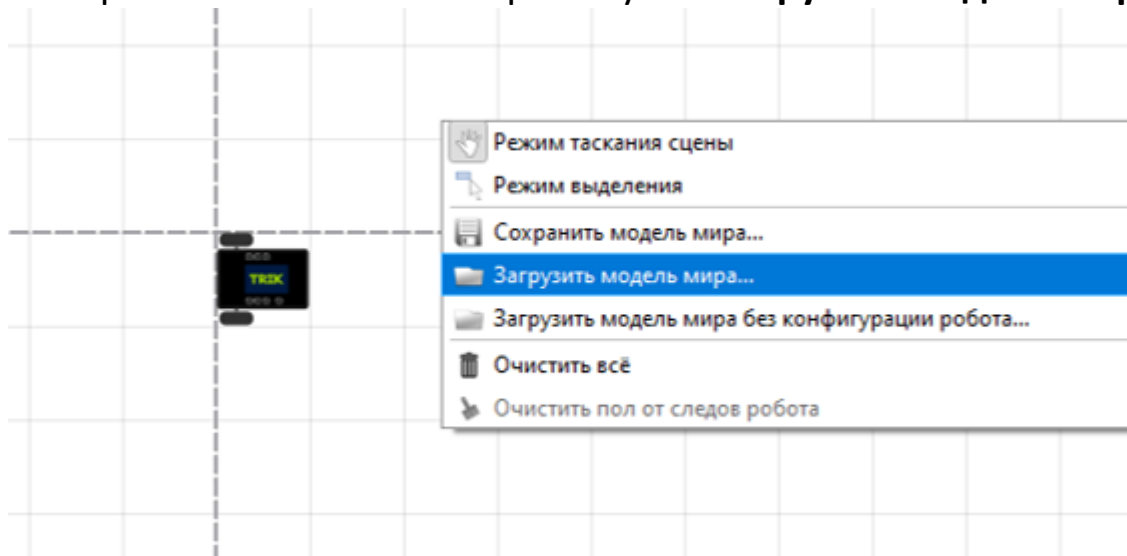 TRIK
Режим таскания сцены
Режим выделения
Сохранить модель мира...
Загрузить модель мира...
Загрузить модель мира без конфигурации робота...
Очистить всё
Очистить пол от следов робота